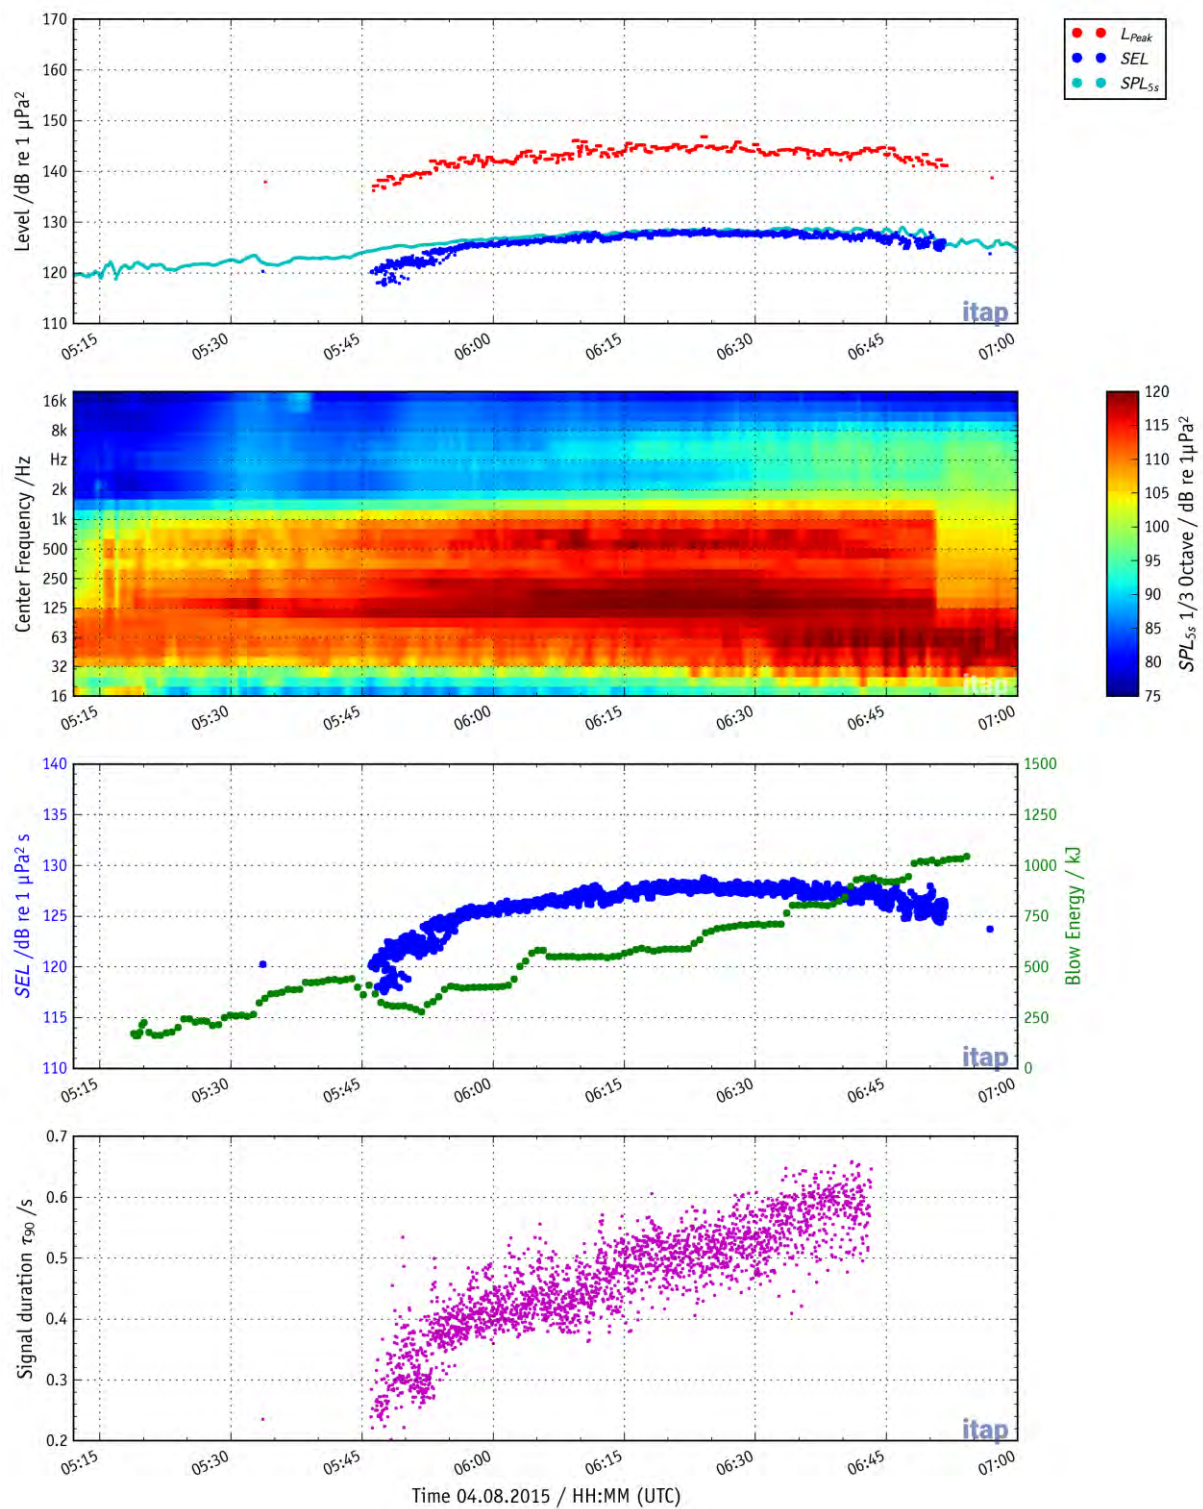 170
160
150
140
130
120
110
Level /dB re 1 µPa²
L_Peak
SEL
SPL_5s
itap
05:15 05:30 05:45 06:00 06:15 06:30 06:45 07:00
16k
8k
Hz
2k
1k
500
250
125
63
32
16
Center Frequency /Hz
itap
05:15 05:30 05:45 06:00 06:15 06:30 06:45 07:00
120
115
110
105
100
95
90
85
80
75
SPL_5s 1/3 Octave / dB re 1µPa²
140
135
130
125
120
115
110
SEL /dB re 1 µPa² s
1500
1250
1000
750
500
250
0
Blow Energy / kJ
itap
05:15 05:30 05:45 06:00 06:15 06:30 06:45 07:00
0.7
0.6
0.5
0.4
0.3
0.2
Signal duration τ90 /s
itap
05:15 05:30 05:45 06:00 06:15 06:30 06:45 07:00
Time 04.08.2015 / HH:MM (UTC)